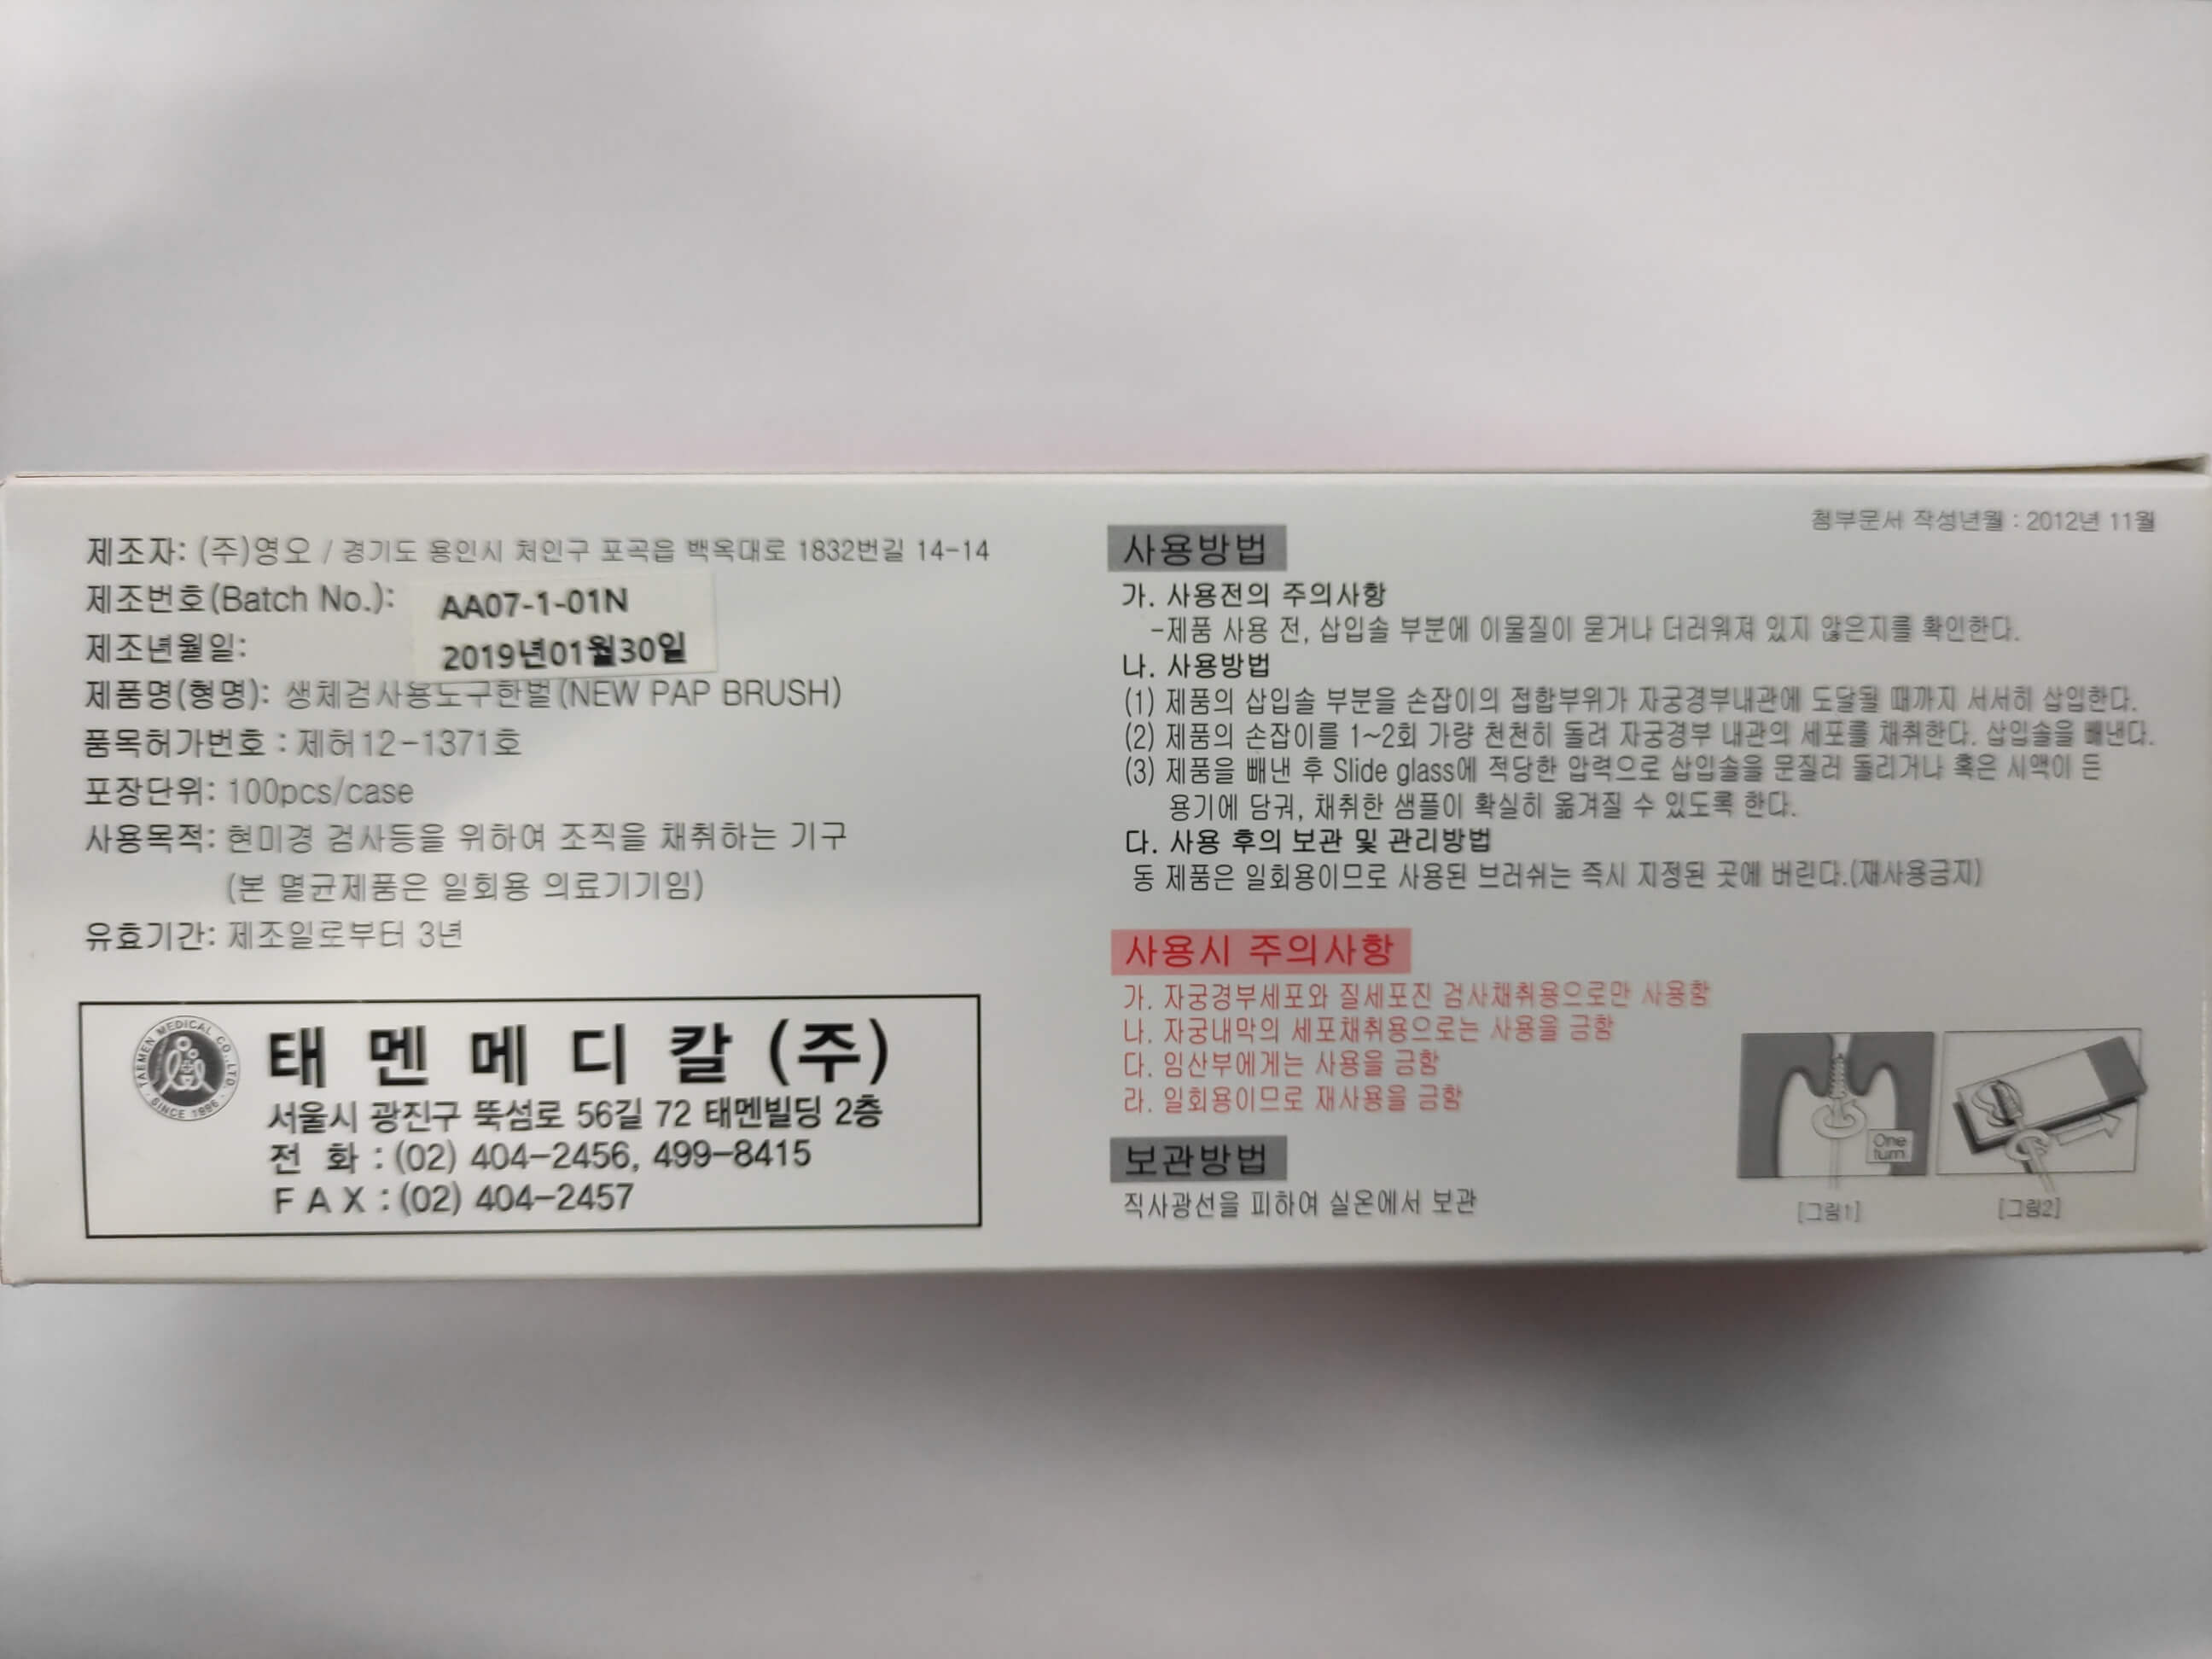 제조자: (주)영오 / 경기도 용인시 처인구 포곡읍 백옥대로 1832번길 14-14
제조번호(Batch No.): AA07-1-01N
제조년월일: 2019년01월30일
제품명(형명): 생체검사용도구한벌(NEW PAP BRUSH)
품목허가번호 : 제허12-1371호
포장단위: 100pcs/case
사용목적: 현미경 검사등을 위하여 조직을 채취하는 기구
(본 멸균제품은 일회용 의료기기임)
유효기간: 제조일로부터 3년
TAEMEN MEDICAL CO.,LTD.
SINCE 1996
태멘메디칼(주)
서울시 광진구 뚝섬로 56길 72 태멘빌딩 2층
전 화 : (02) 404-2456, 499-8415
FAX : (02) 404-2457
첨부문서 작성년월 : 2012년 11월
사용방법
가. 사용전의 주의사항
-제품 사용 전, 삽입솔 부분에 이물질이 묻거나 더러워져 있지 않은지를 확인한다.
나. 사용방법
(1) 제품의 삽입솔 부분을 손잡이의 접합부위가 자궁경부내관에 도달될 때까지 서서히 삽입한다.
(2) 제품의 손잡이를 1~2회 가량 천천히 돌려 자궁경부 내관의 세포를 채취한다. 삽입솔을 빼낸다.
(3) 제품을 빼낸 후 Slide glass에 적당한 압력으로 삽입솔을 문질러 돌리거나 혹은 시액이 든
용기에 담궈, 채취한 샘플이 확실히 옮겨질 수 있도록 한다.
다. 사용 후의 보관 및 관리방법
동 제품은 일회용이므로 사용된 브러쉬는 즉시 지정된 곳에 버린다.(재사용금지)
사용시 주의사항
가. 자궁경부세포와 질세포진 검사채취용으로만 사용함
나. 자궁내막의 세포채취용으로는 사용을 금함
다. 임산부에게는 사용을 금함
라. 일회용이므로 재사용을 금함
보관방법
직사광선을 피하여 실온에서 보관
One
turn
[그림1]
[그림2]